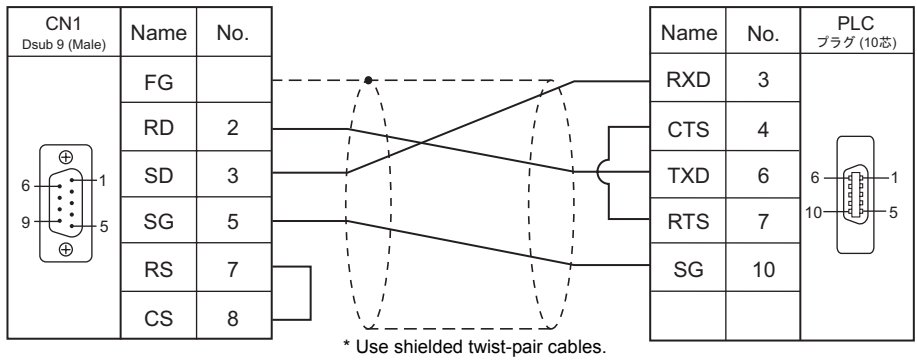 CN1
Dsub 9 (Male)
Name No.
FG
RD 2
SD 3
SG 5
RS 7
CS 8
6 1
9 5
Name No.
RXD 3
CTS 4
TXD 6
RTS 7
SG 10
PLC
プラグ (10芯)
6 1
10 5
* Use shielded twist-pair cables.